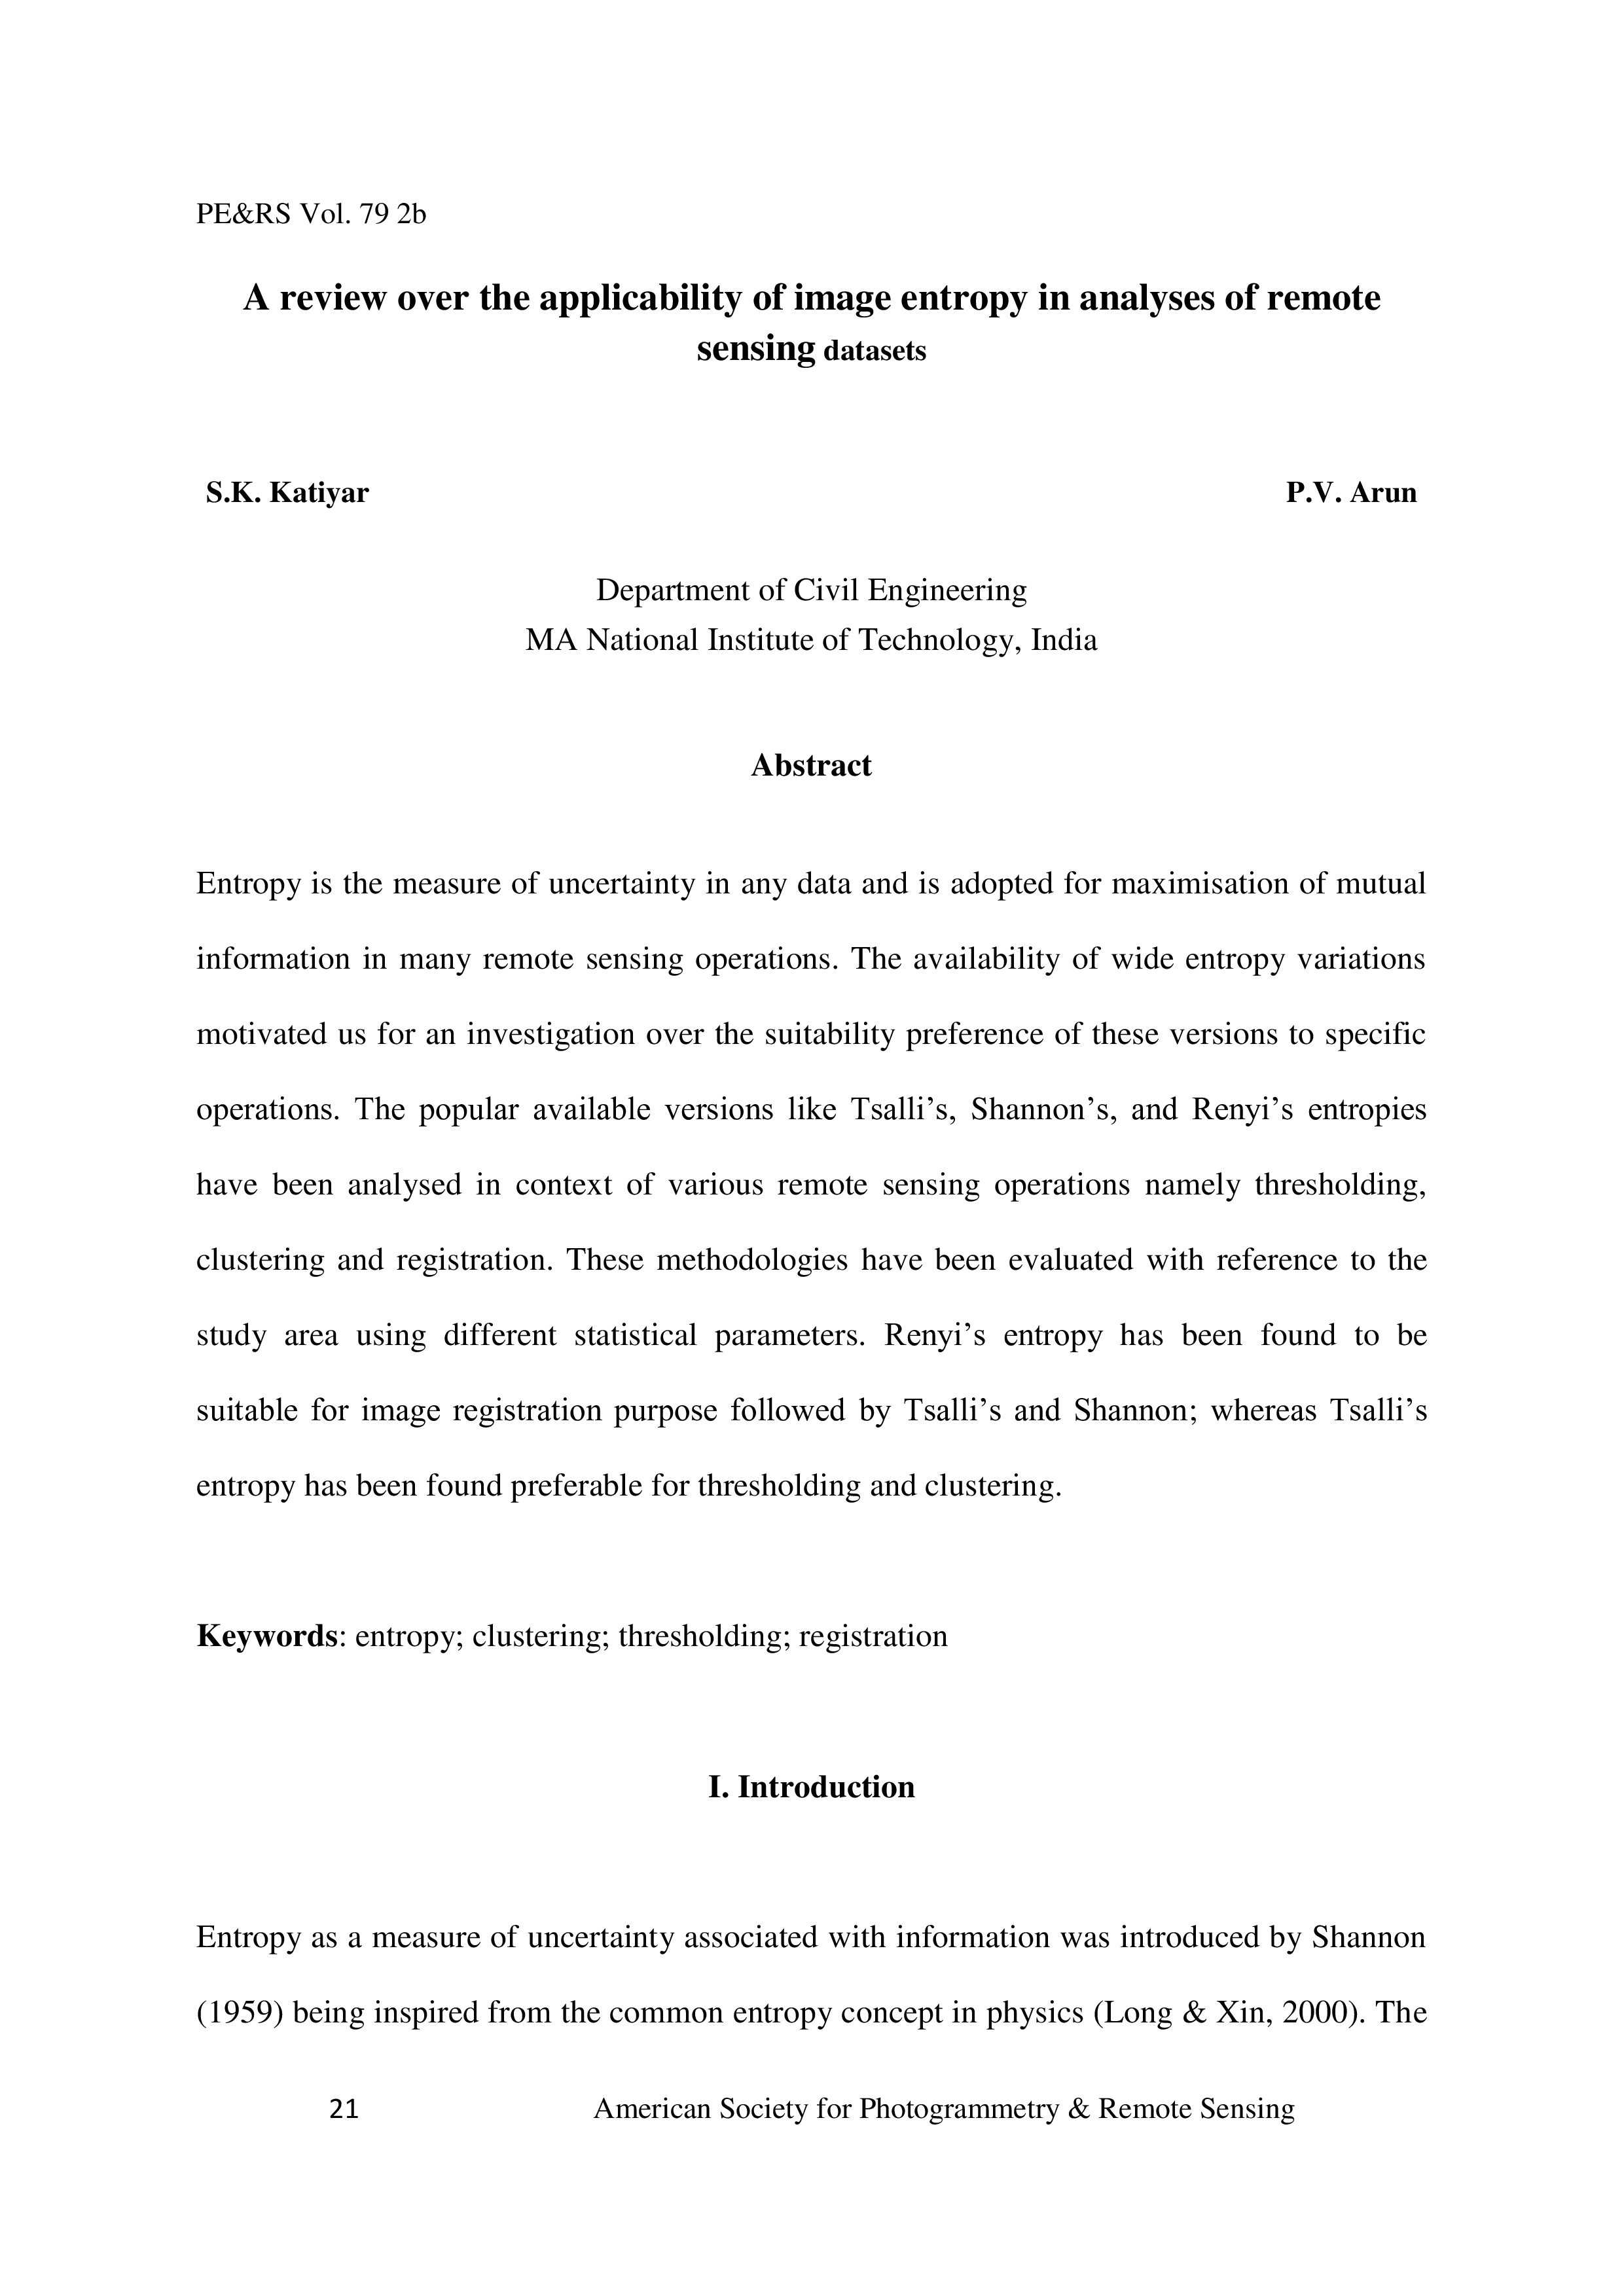 PE&RS Vol. 79 2b
A review over the applicability of image entropy in analyses of remote
sensing datasets
S.K. Katiyar P.V. Arun
Department of Civil Engineering
MA National Institute of Technology, India
Abstract
Entropy is the measure of uncertainty in any data and is adopted for maximisation of mutual
information in many remote sensing operations. The availability of wide entropy variations
motivated us for an investigation over the suitability preference of these versions to specific
operations. The popular available versions like Tsalli’s, Shannon’s, and Renyi’s entropies
have been analysed in context of various remote sensing operations namely thresholding,
clustering and registration. These methodologies have been evaluated with reference to the
study area using different statistical parameters. Renyi’s entropy has been found to be
suitable for image registration purpose followed by Tsalli’s and Shannon; whereas Tsalli’s
entropy has been found preferable for thresholding and clustering.
Keywords: entropy; clustering; thresholding; registration
I. Introduction
Entropy as a measure of uncertainty associated with information was introduced by Shannon
(1959) being inspired from the common entropy concept in physics (Long & Xin, 2000). The
21 American Society for Photogrammetry & Remote Sensing